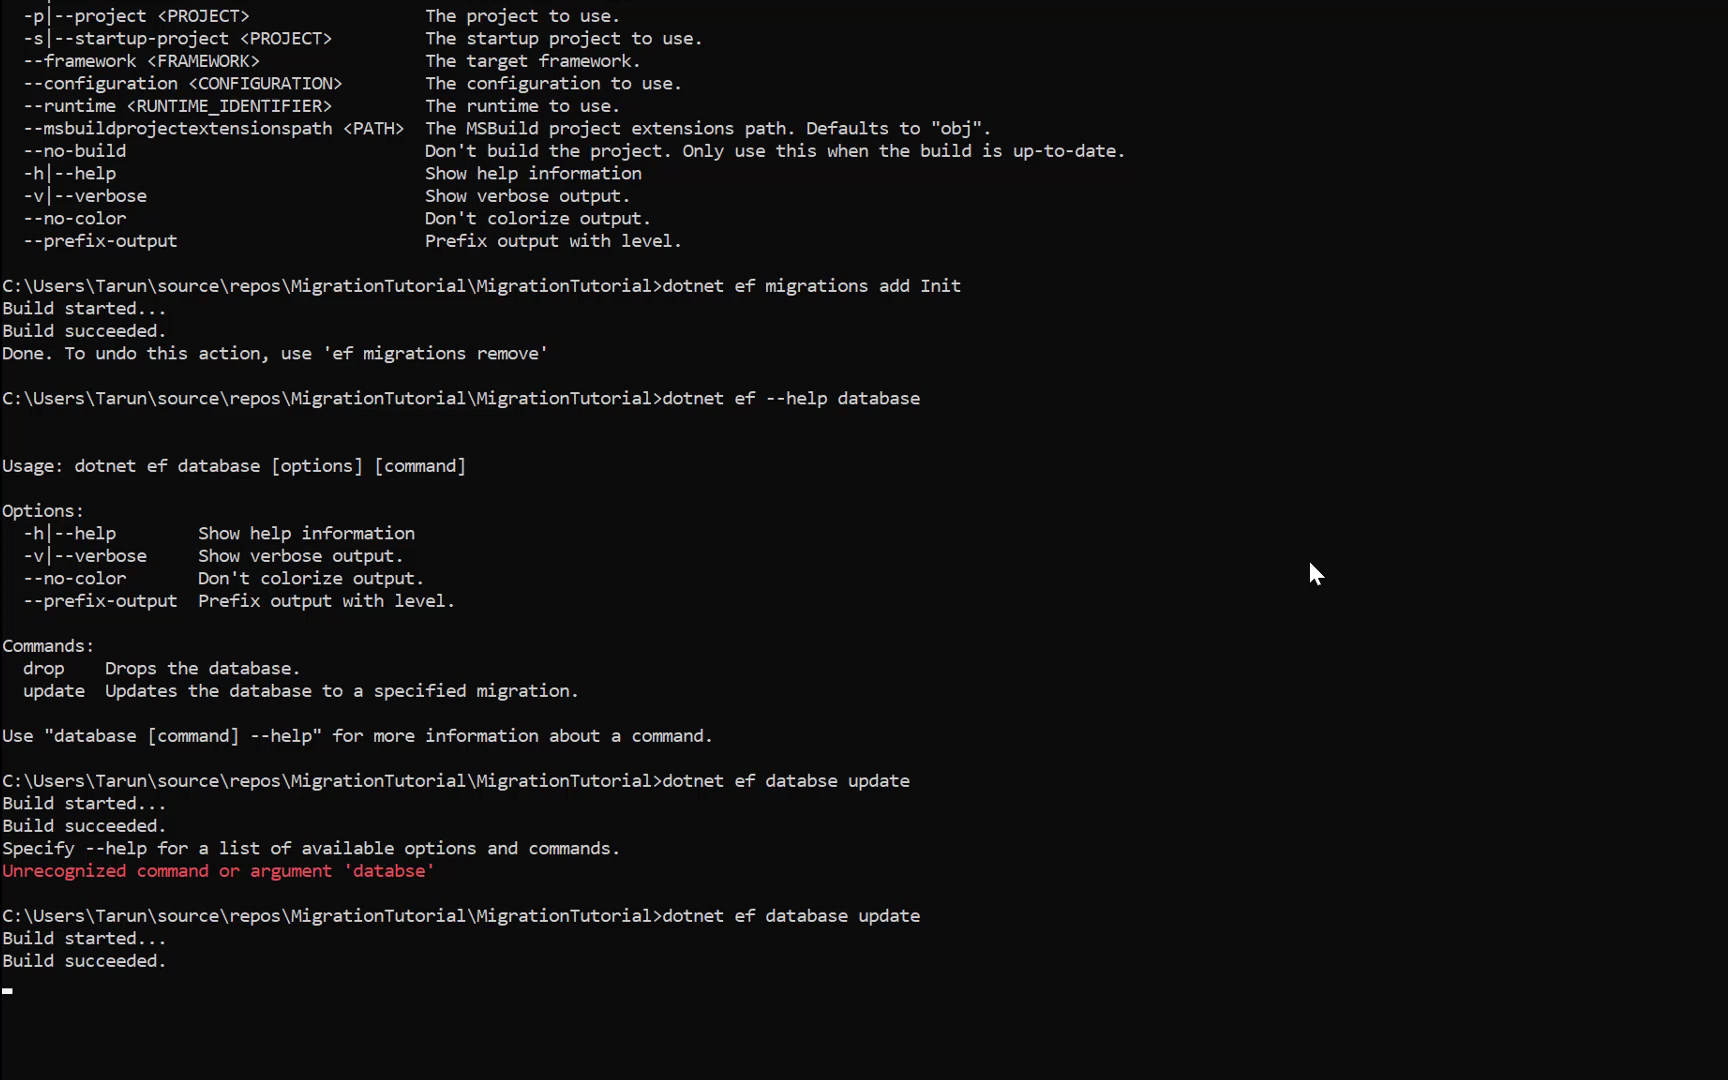 -p|--project <PROJECT> The project to use.
-s|--startup-project <PROJECT> The startup project to use.
--framework <FRAMEWORK> The target framework.
--configuration <CONFIGURATION> The configuration to use.
--runtime <RUNTIME_IDENTIFIER> The runtime to use.
--msbuildprojectextensionspath <PATH> The MSBuild project extensions path. Defaults to "obj".
--no-build Don't build the project. Only use this when the build is up-to-date.
-h|--help Show help information
-v|--verbose Show verbose output.
--no-color Don't colorize output.
--prefix-output Prefix output with level.
C:\Users\Tarun\source\repos\MigrationTutorial\MigrationTutorial>dotnet ef migrations add Init
Build started...
Build succeeded.
Done. To undo this action, use 'ef migrations remove'
C:\Users\Tarun\source\repos\MigrationTutorial\MigrationTutorial>dotnet ef --help database
Usage: dotnet ef database [options] [command]
Options:
-h|--help Show help information
-v|--verbose Show verbose output.
--no-color Don't colorize output.
--prefix-output Prefix output with level.
Commands:
drop Drops the database.
update Updates the database to a specified migration.
Use "database [command] --help" for more information about a command.
C:\Users\Tarun\source\repos\MigrationTutorial\MigrationTutorial>dotnet ef databse update
Build started...
Build succeeded.
Specify --help for a list of available options and commands.
Unrecognized command or argument 'databse'
C:\Users\Tarun\source\repos\MigrationTutorial\MigrationTutorial>dotnet ef database update
Build started...
Build succeeded.